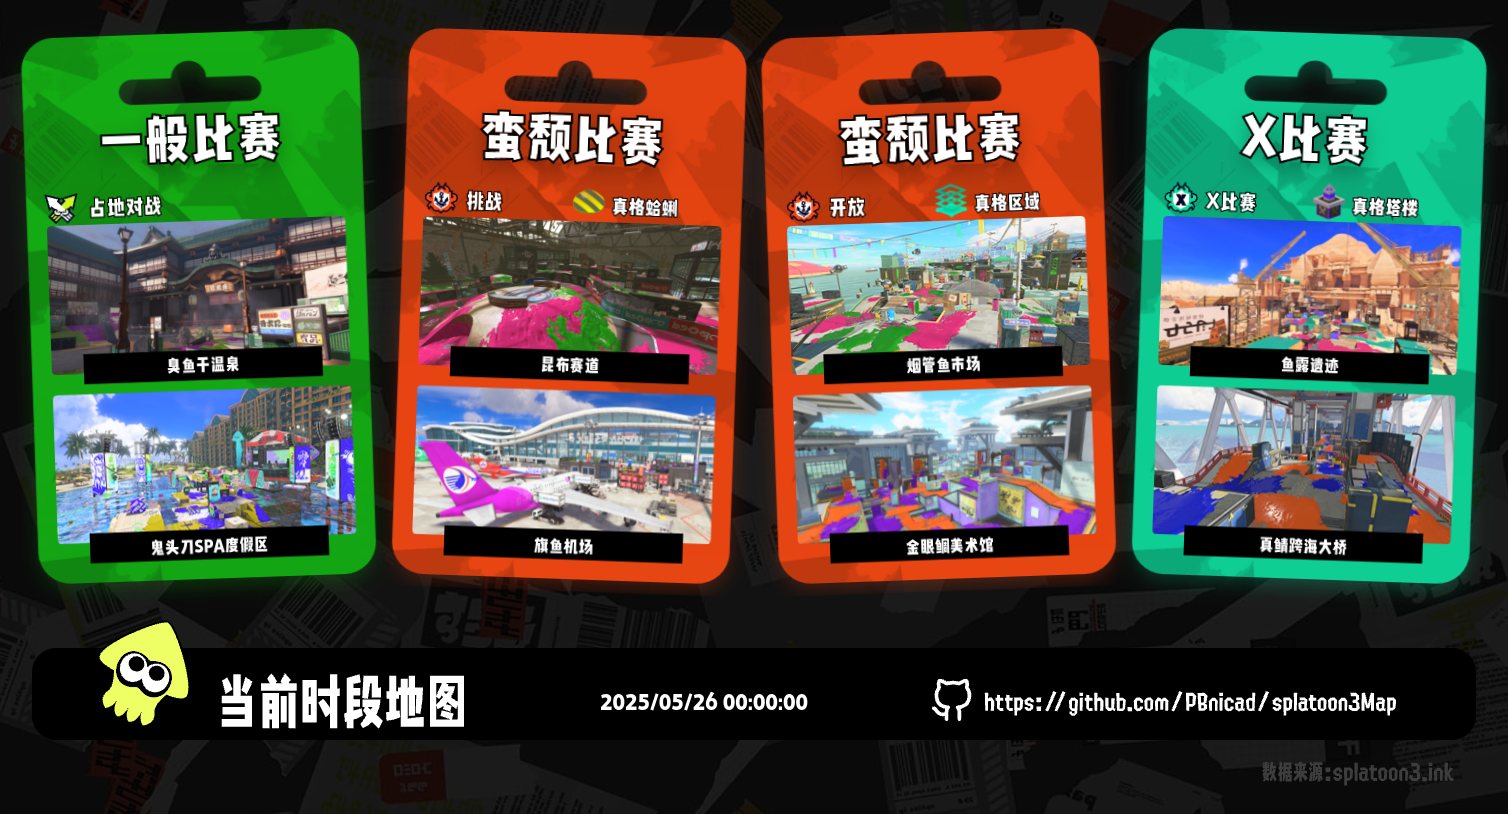 一般比赛
占地对战
臭鱼干温泉
鬼头刀SPA度假区
蛮颓比赛
挑战
真格蛤蜊
昆布赛道
旗鱼机场
蛮颓比赛
开放
真格区域
烟管鱼市场
金眼鲷美术馆
X比赛
X比赛
真格塔楼
鱼露遗迹
真鲭跨海大桥
当前时段地图
2025/05/26 00:00:00
https://github.com/PBnicad/splatoon3Map
数据来源:splatoon3.ink